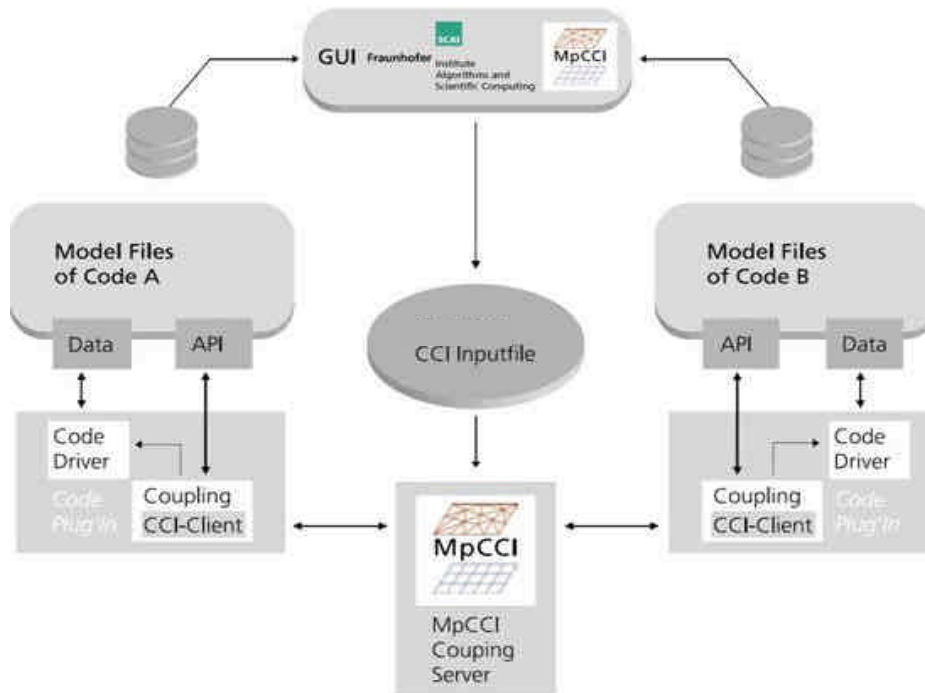 SCAI
GUI Fraunhofer Institute
Algorithms and
Scientific Computing
MpCCI
Model Files
of Code A
Model Files
of Code B
Data
API
API
Data
CCI Inputfile
Code
Driver
Code
Plug'in
Coupling
CCI-Client
Code
Driver
Coupling
CCI-Client
Code
Plug'in
MpCCI
MpCCI
Couping
Server